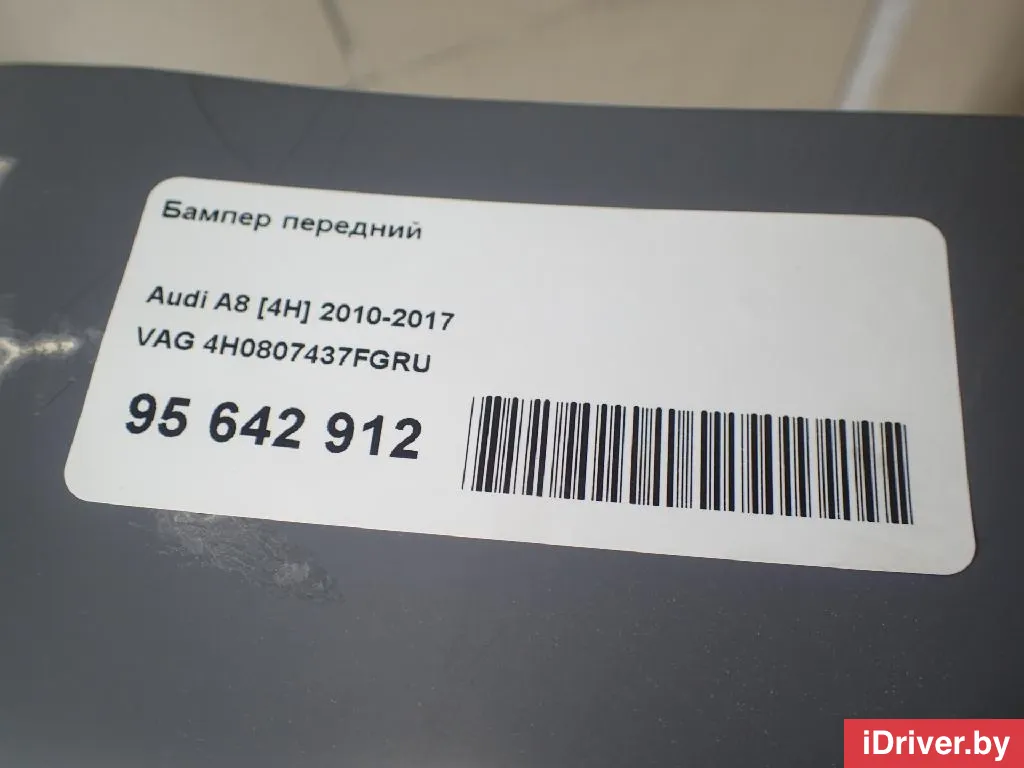 Бампер передний
Audi A8 [4H] 2010-2017
VAG 4H0807437FGRU
95 642 912
iDriver.by